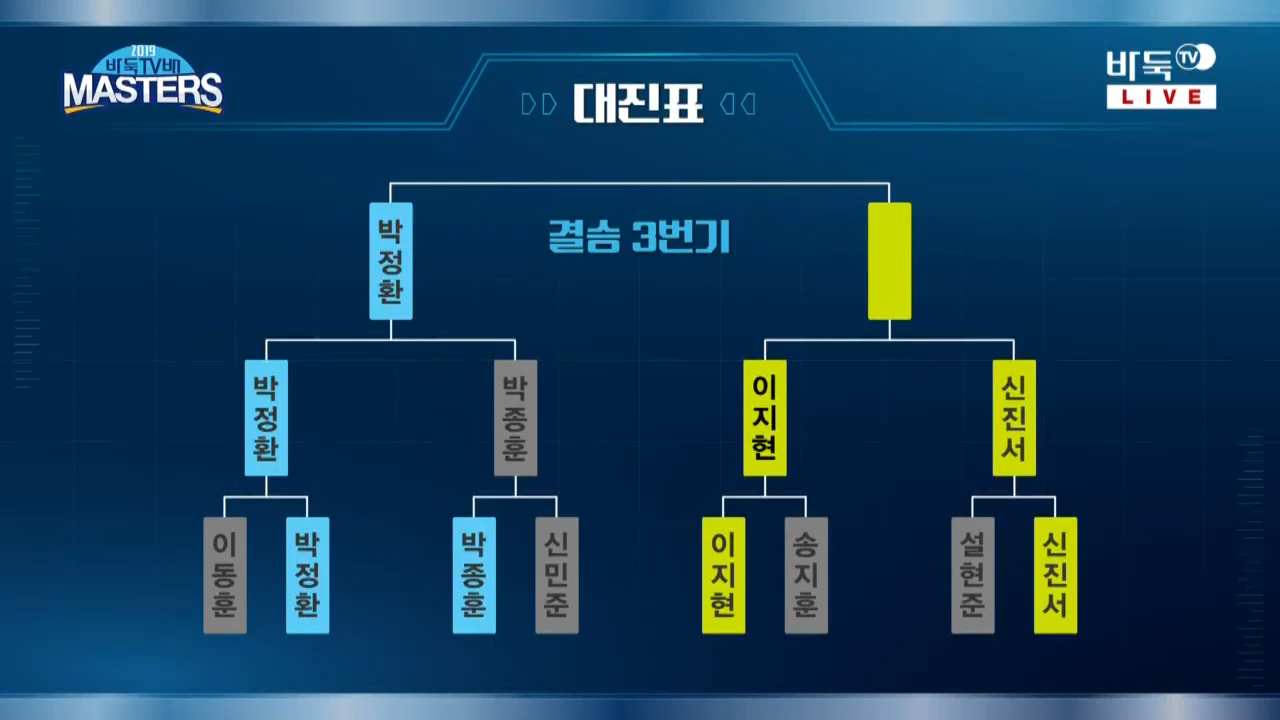 2019
바둑TV배
MASTERS
대진표
바둑TV
LIVE
결승 3번기
박정환
박정환
박종훈
이지현
신진서
이동훈
박정환
박종훈
신민준
이지현
송지훈
설현준
신진서